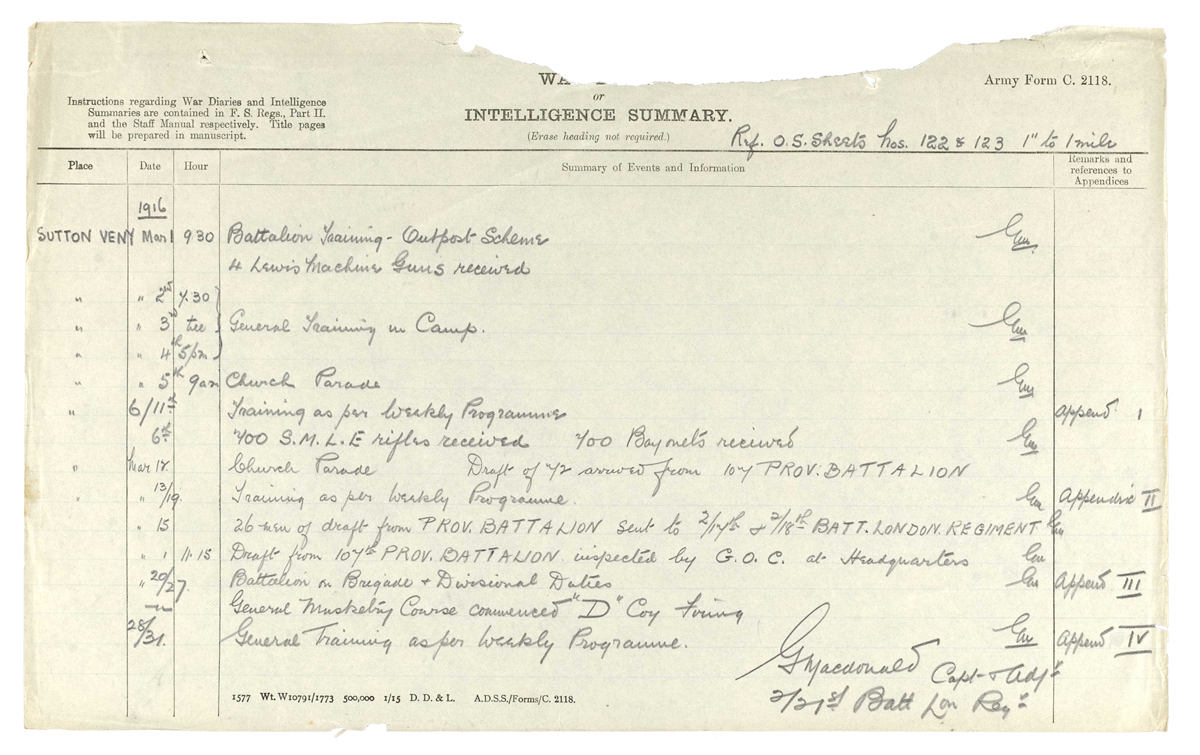 WA
or
INTELLIGENCE SUMMARY.
(Erase heading not required.)
Army Form C. 2118.
Instructions regarding War Diaries and Intelligence
Summaries are contained in F. S. Regs., Part II.
and the Staff Manual respectively. Title pages
will be prepared in manuscript.
Ref. O.S. Sheets Nos. 122 & 123 1" to 1 mile
Place Date Hour Summary of Events and Information Remarks and references to Appendices
1916
SUTTON VENY Mar 1 9.30 Battalion Training - Outpost Scheme
4 Lewis Machine Guns received
" " 2nd 7.30
" " 3rd tee General Training in Camp.
" " 4th 5pm
" " 5th 9am Church Parade
" 6/11th Training as per Weekly Programme Append 1
6th 700 S.M.L.E rifles received 700 Bayonets received
" Mar 12. Church Parade Draft of 72 arrived from 107 PROV. BATTALION
" " 13/19. Training as per Weekly Programme. Appendix II
" 15 26 men of draft from PROV. BATTALION sent to 2/17th & 2/18th BATT. LONDON. REGIMENT
" 1 11.15 Draft from 107th PROV. BATTALION inspected by G.O.C. at Headquarters
" 20/27. Battalion on Brigade & Divisional Duties Append III
General Musketry Course commenced "D" Coy Firing
28/31. General Training as per Weekly Programme. Append IV
G Macdonald Capt & Adjt
2/21st Batt Lon Regt
1577 Wt. W10791/1773 500,000 1/15 D. D. & L. A.D.S.S./Forms/C. 2118.